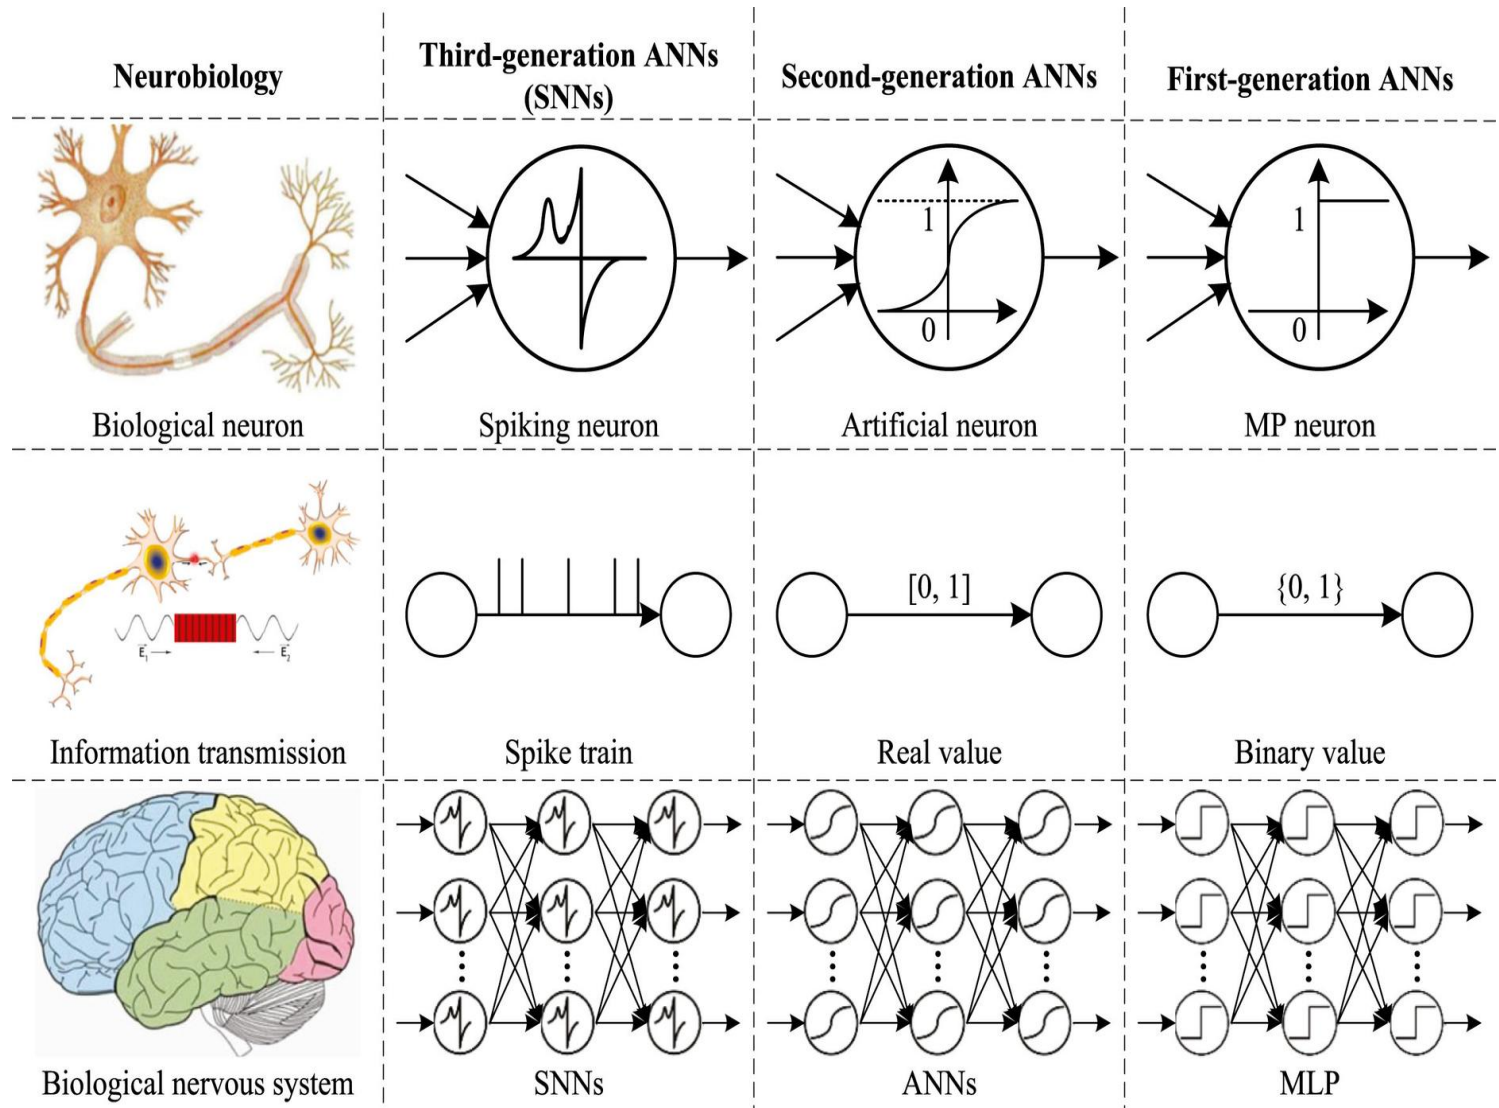 Neurobiology
Third-generation ANNs
(SNNs)
Second-generation ANNs
First-generation ANNs
1
0
1
0
Biological neuron
Spiking neuron
Artificial neuron
MP neuron
[0, 1]
{0, 1}
E1
E2
Information transmission
Spike train
Real value
Binary value
Biological nervous system
SNNs
ANNs
MLP